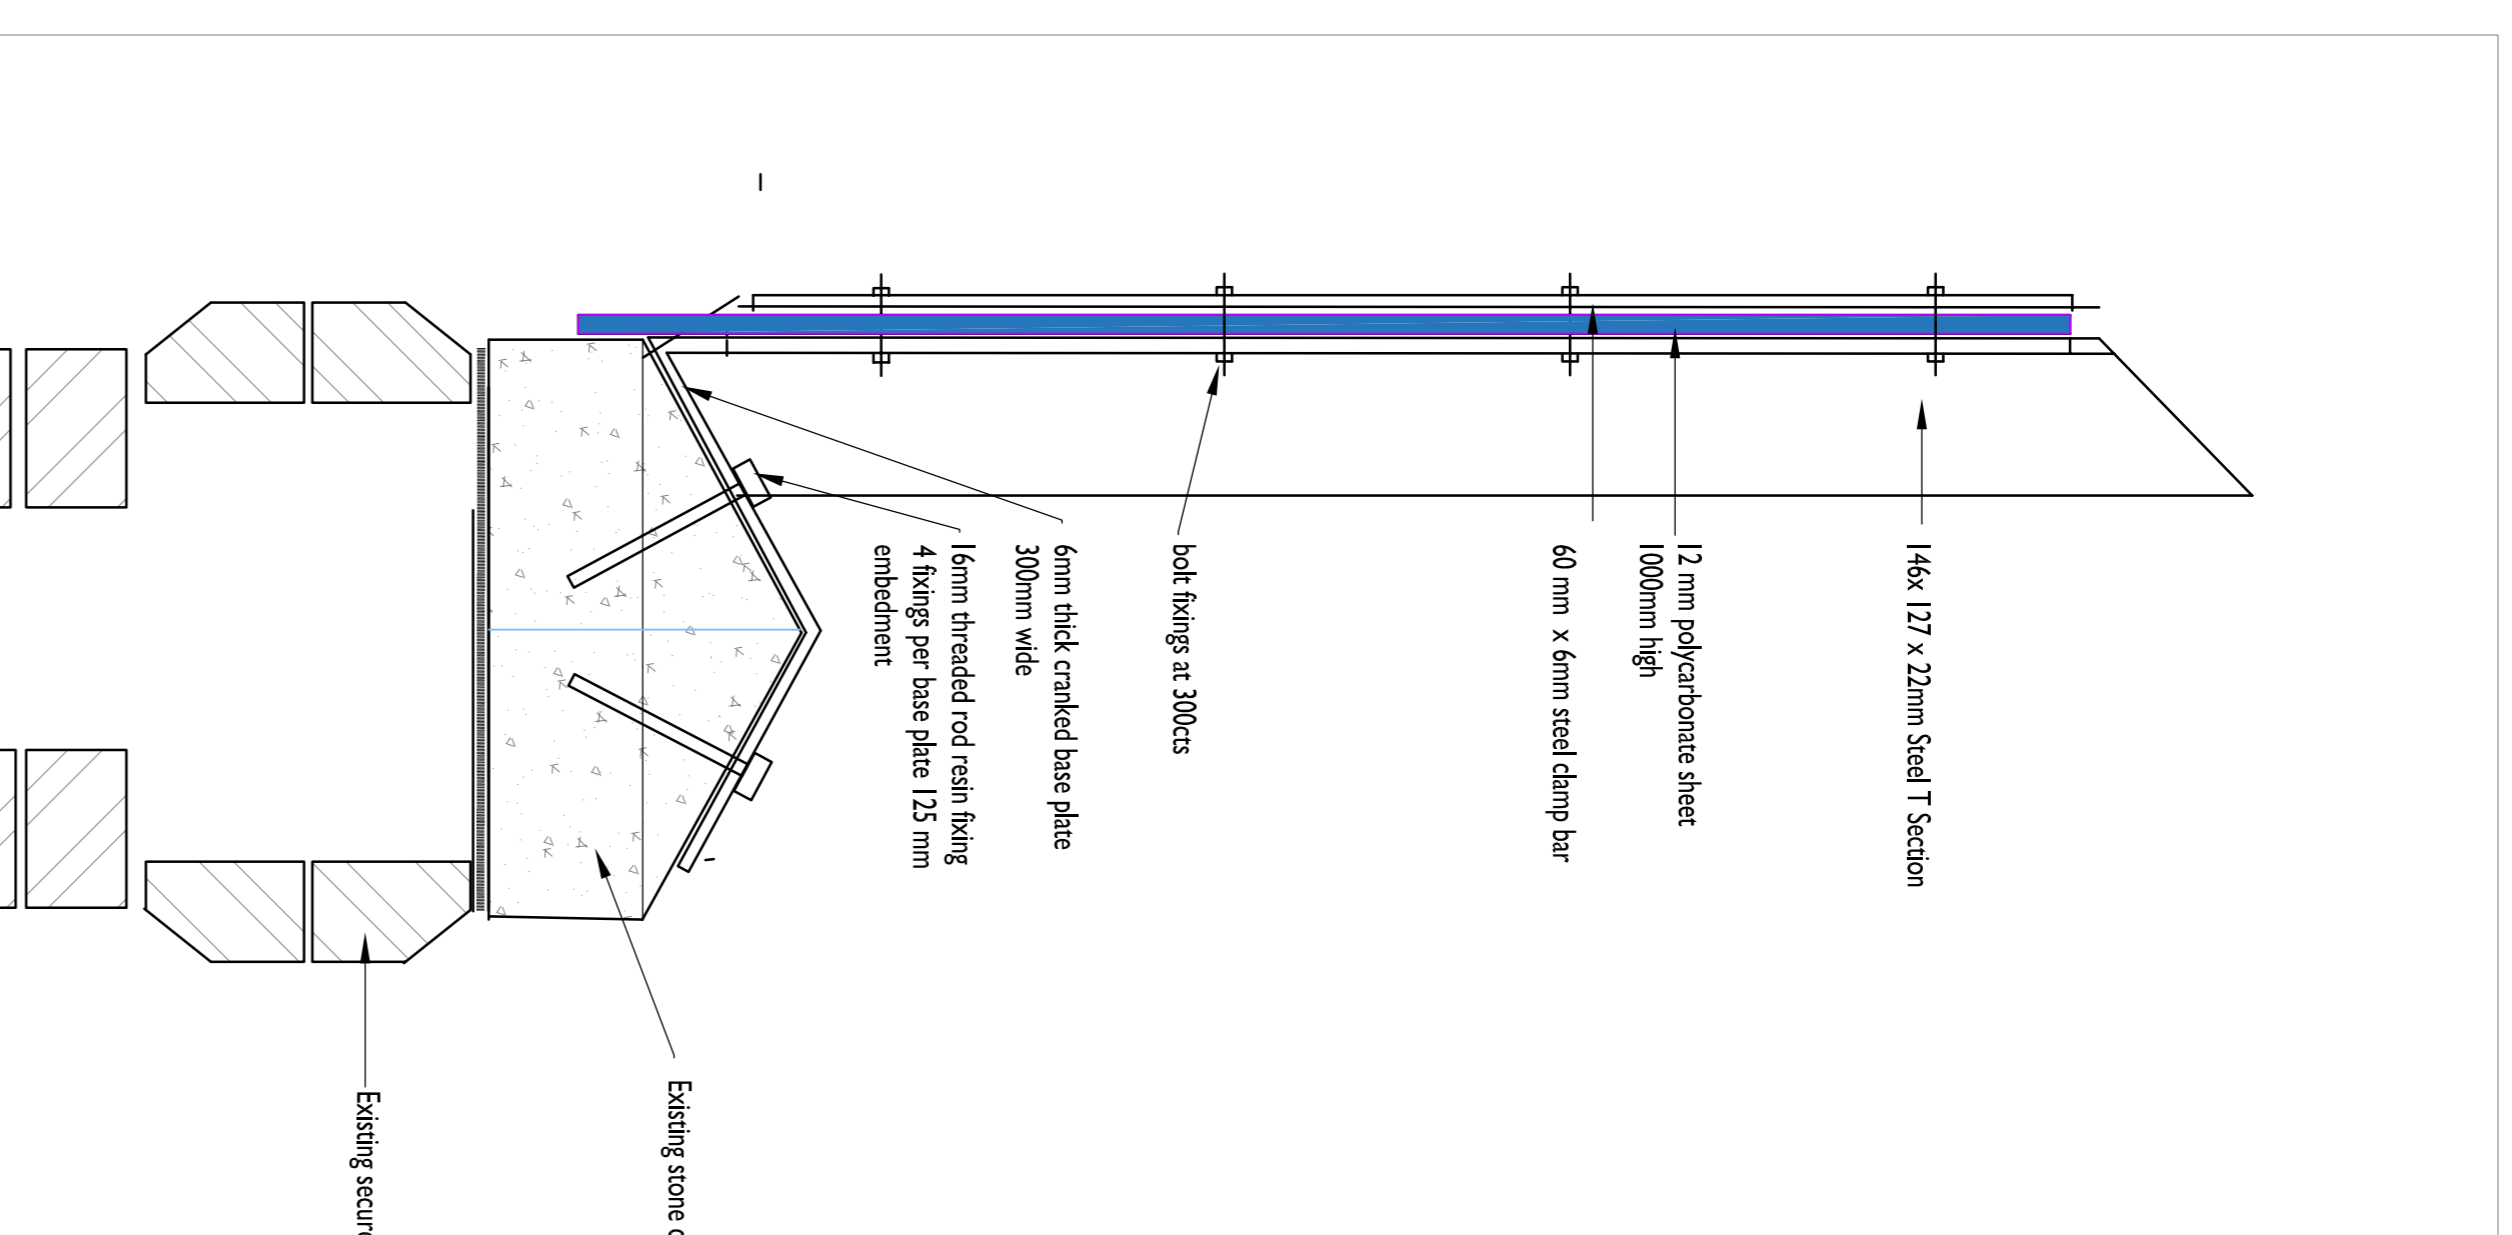 146x 127 x 22mm Steel T Section
12 mm polycarbonate sheet
1000mm high
60 mm x 6mm steel clamp bar
bolt fixings at 300cts
6mm thick cranked base plate
300mm wide
16mm threaded rod resin fixing
4 fixings per base plate 125 mm
embedment
Existing stone
Existing